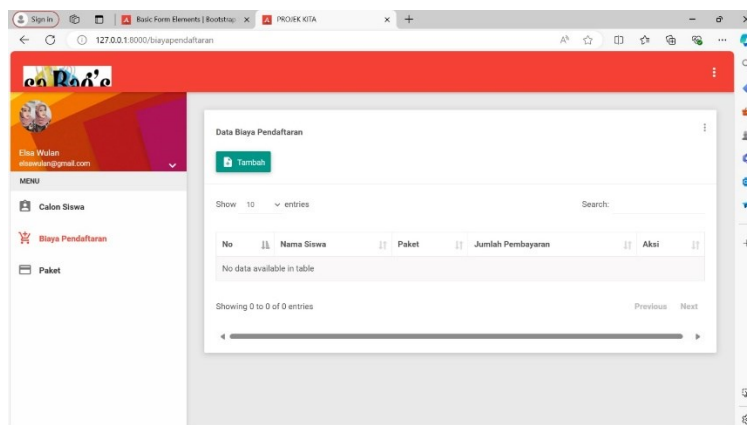 Sign in
Basic Form Elements | Bootstrap
PROJEK KITA
127.0.0.1:8000/biayapendaftaran
Elsa Wulan
elsawulan@gmail.com
MENU
Calon Siswa
Biaya Pendaftaran
Paket
Data Biaya Pendaftaran
Tambah
Show 10 entries
Search:
No Nama Siswa Paket Jumlah Pembayaran Aksi
No data available in table
Showing 0 to 0 of 0 entries
Previous Next